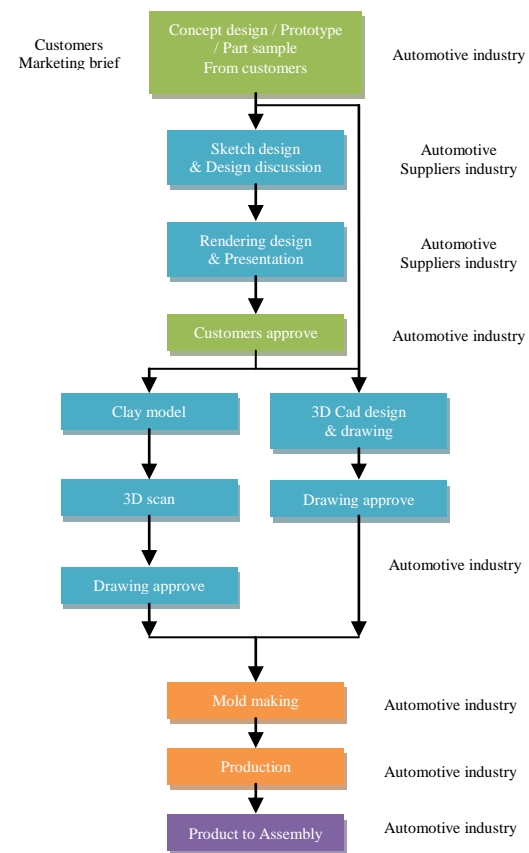 Customers
Marketing brief
Concept design / Prototype
/ Part sample
From customers
Automotive industry
Sketch design
& Design discussion
Automotive
Suppliers industry
Rendering design
& Presentation
Automotive
Suppliers industry
Customers approve
Automotive industry
Clay model
3D Cad design
& drawing
3D scan
Drawing approve
Automotive industry
Drawing approve
Mold making
Automotive industry
Production
Automotive industry
Product to Assembly
Automotive industry